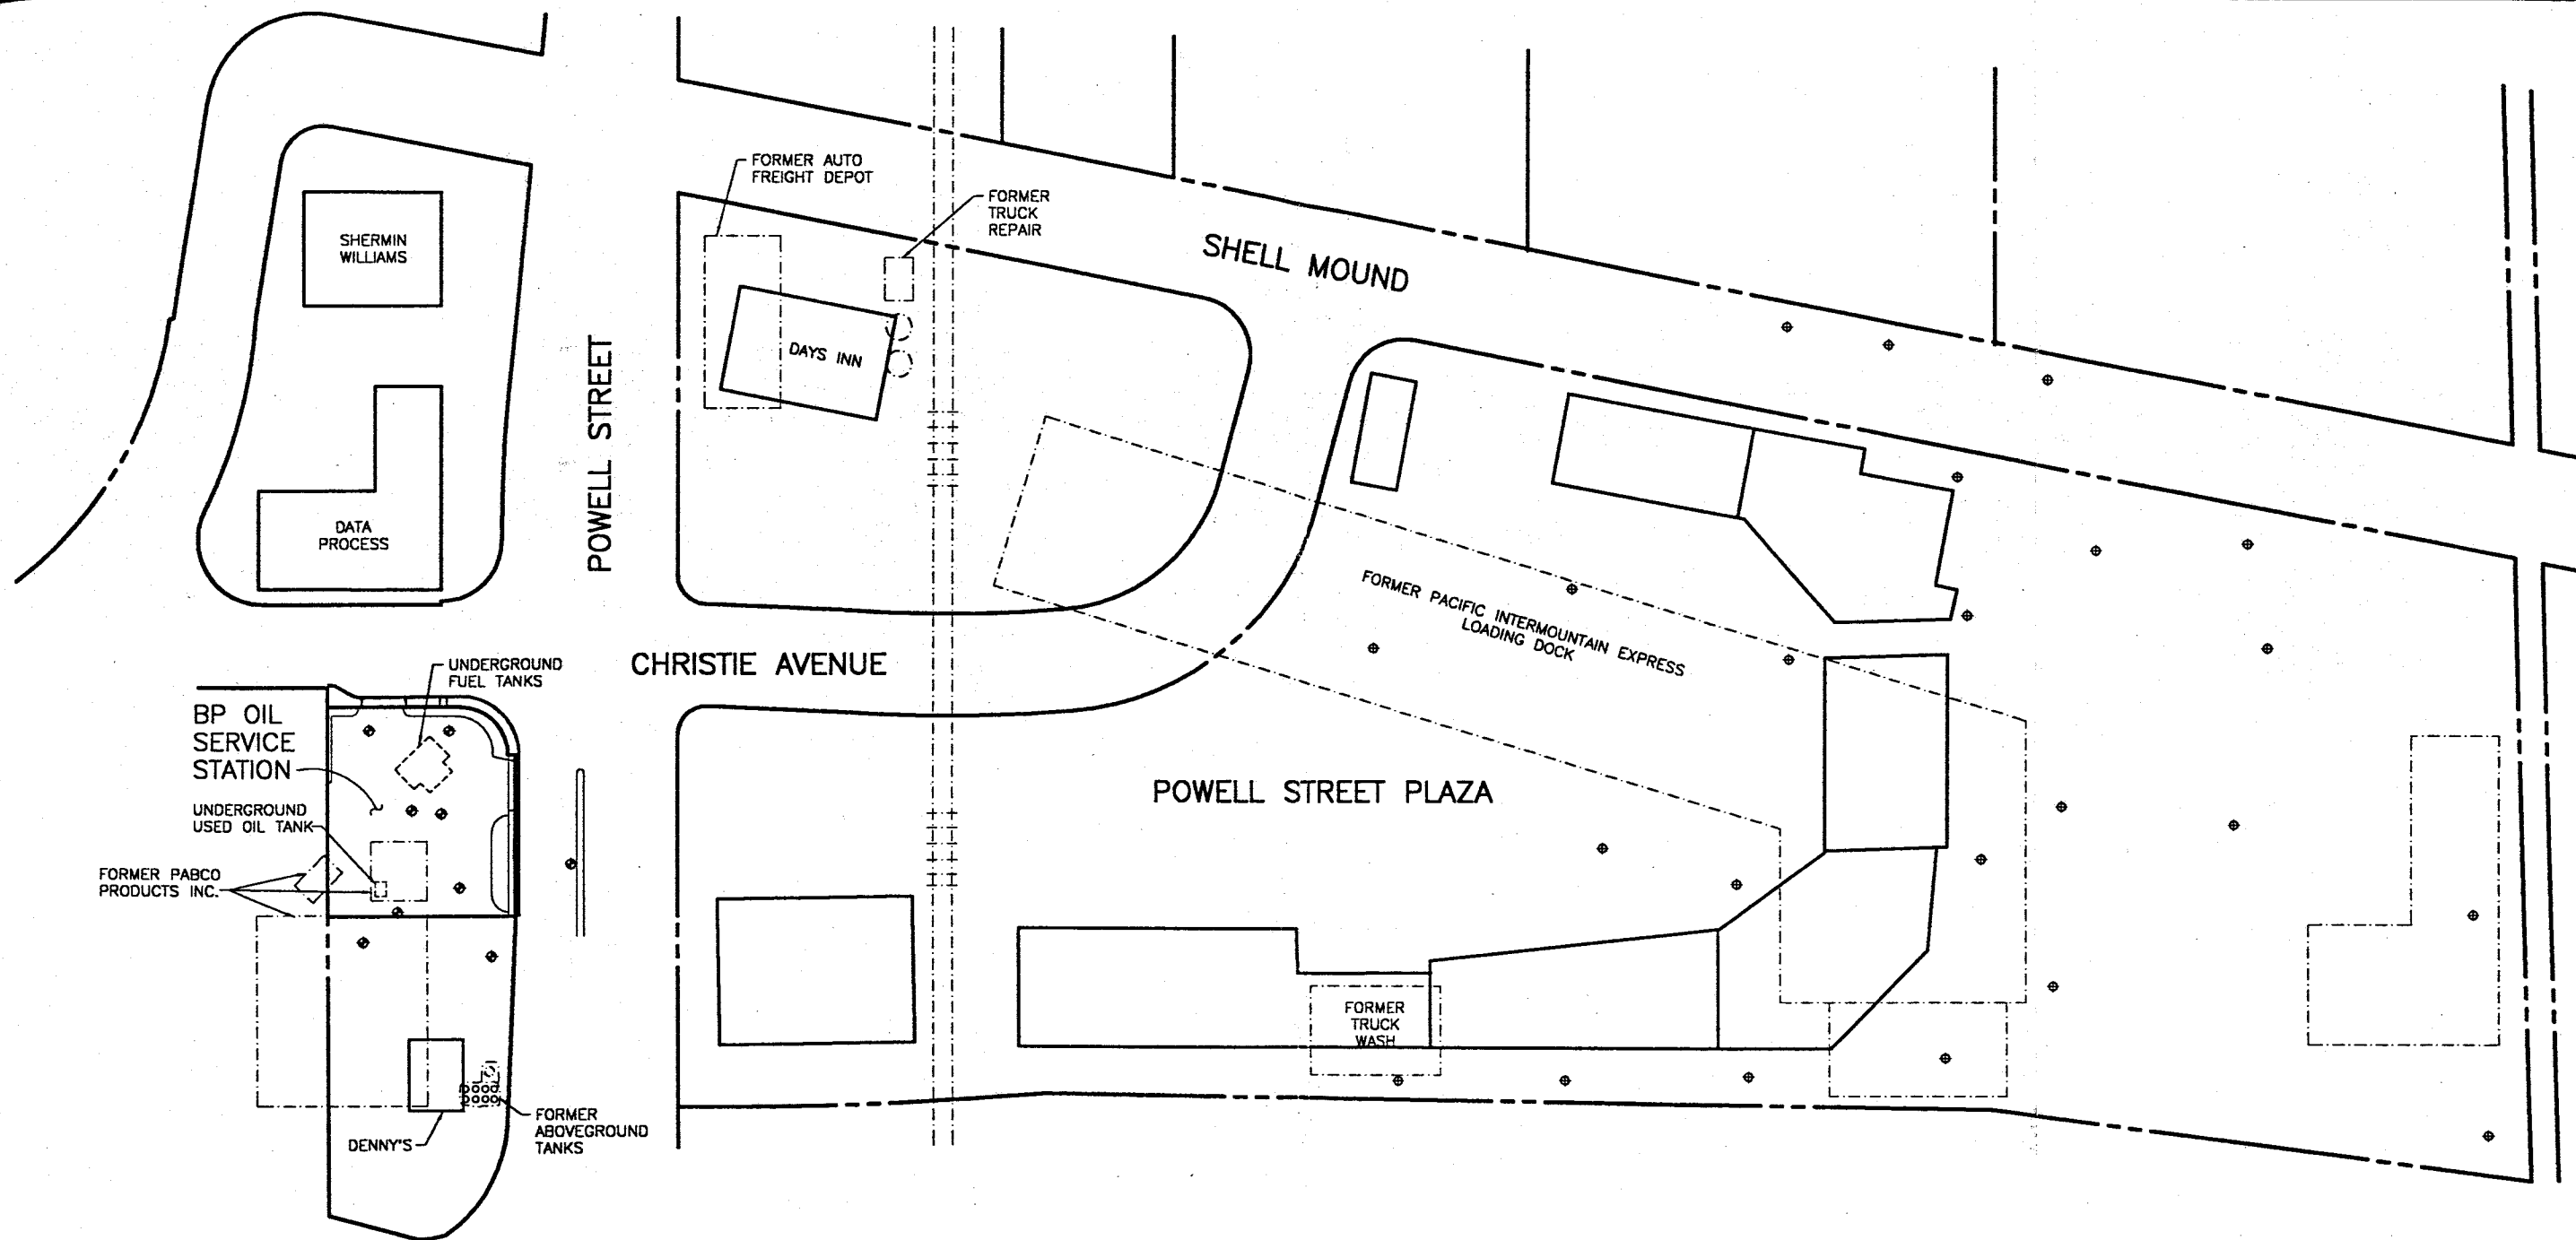 FORMER AUTO
FREIGHT DEPOT
FORMER
TRUCK
REPAIR
SHERMIN
WILLIAMS
SHELL MOUND
DAYS INN
POWELL STREET
DATA
PROCESS
FORMER PACIFIC INTERMOUNTAIN EXPRESS
LOADING DOCK
UNDERGROUND
FUEL TANKS
CHRISTIE AVENUE
BP OIL
SERVICE
STATION
POWELL STREET PLAZA
UNDERGROUND
USED OIL TANK
FORMER PABCO
PRODUCTS INC.
FORMER
TRUCK
WASH
FORMER
ABOVEGROUND
TANKS
DENNY'S